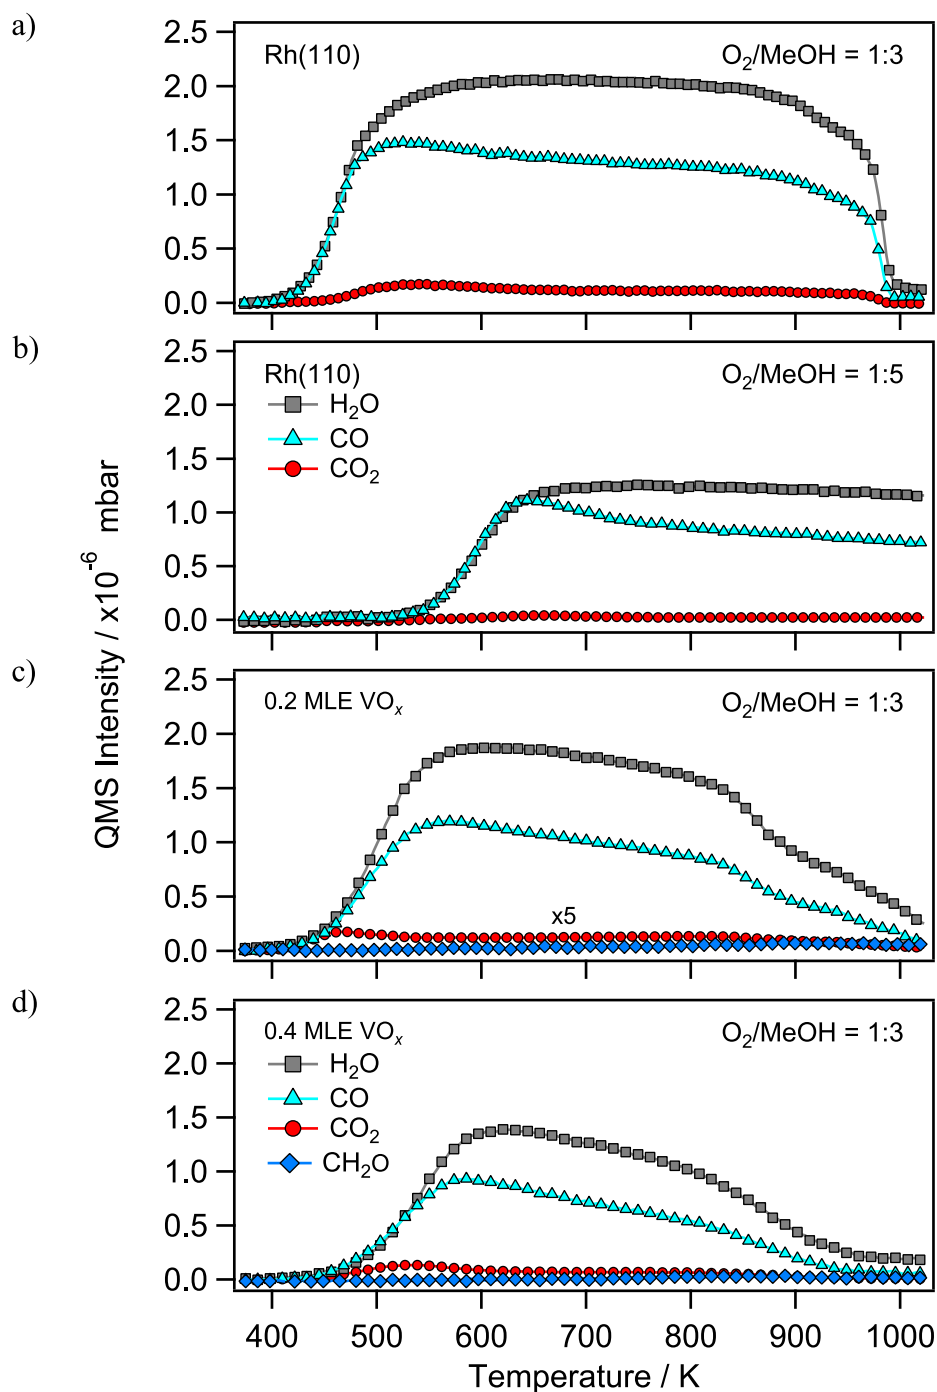 a)
2.5
2.0
1.5
1.0
0.5
0.0
Rh(110)
O₂/MeOH = 1:3
b)
2.5
2.0
1.5
1.0
0.5
0.0
Rh(110)
O₂/MeOH = 1:5
H₂O
CO
CO₂
QMS Intensity / x10⁻⁶ mbar
c)
2.5
2.0
1.5
1.0
0.5
0.0
0.2 MLE VOₓ
O₂/MeOH = 1:3
x5
d)
2.5
2.0
1.5
1.0
0.5
0.0
0.4 MLE VOₓ
O₂/MeOH = 1:3
H₂O
CO
CO₂
CH₂O
400 500 600 700 800 900 1000
Temperature / K